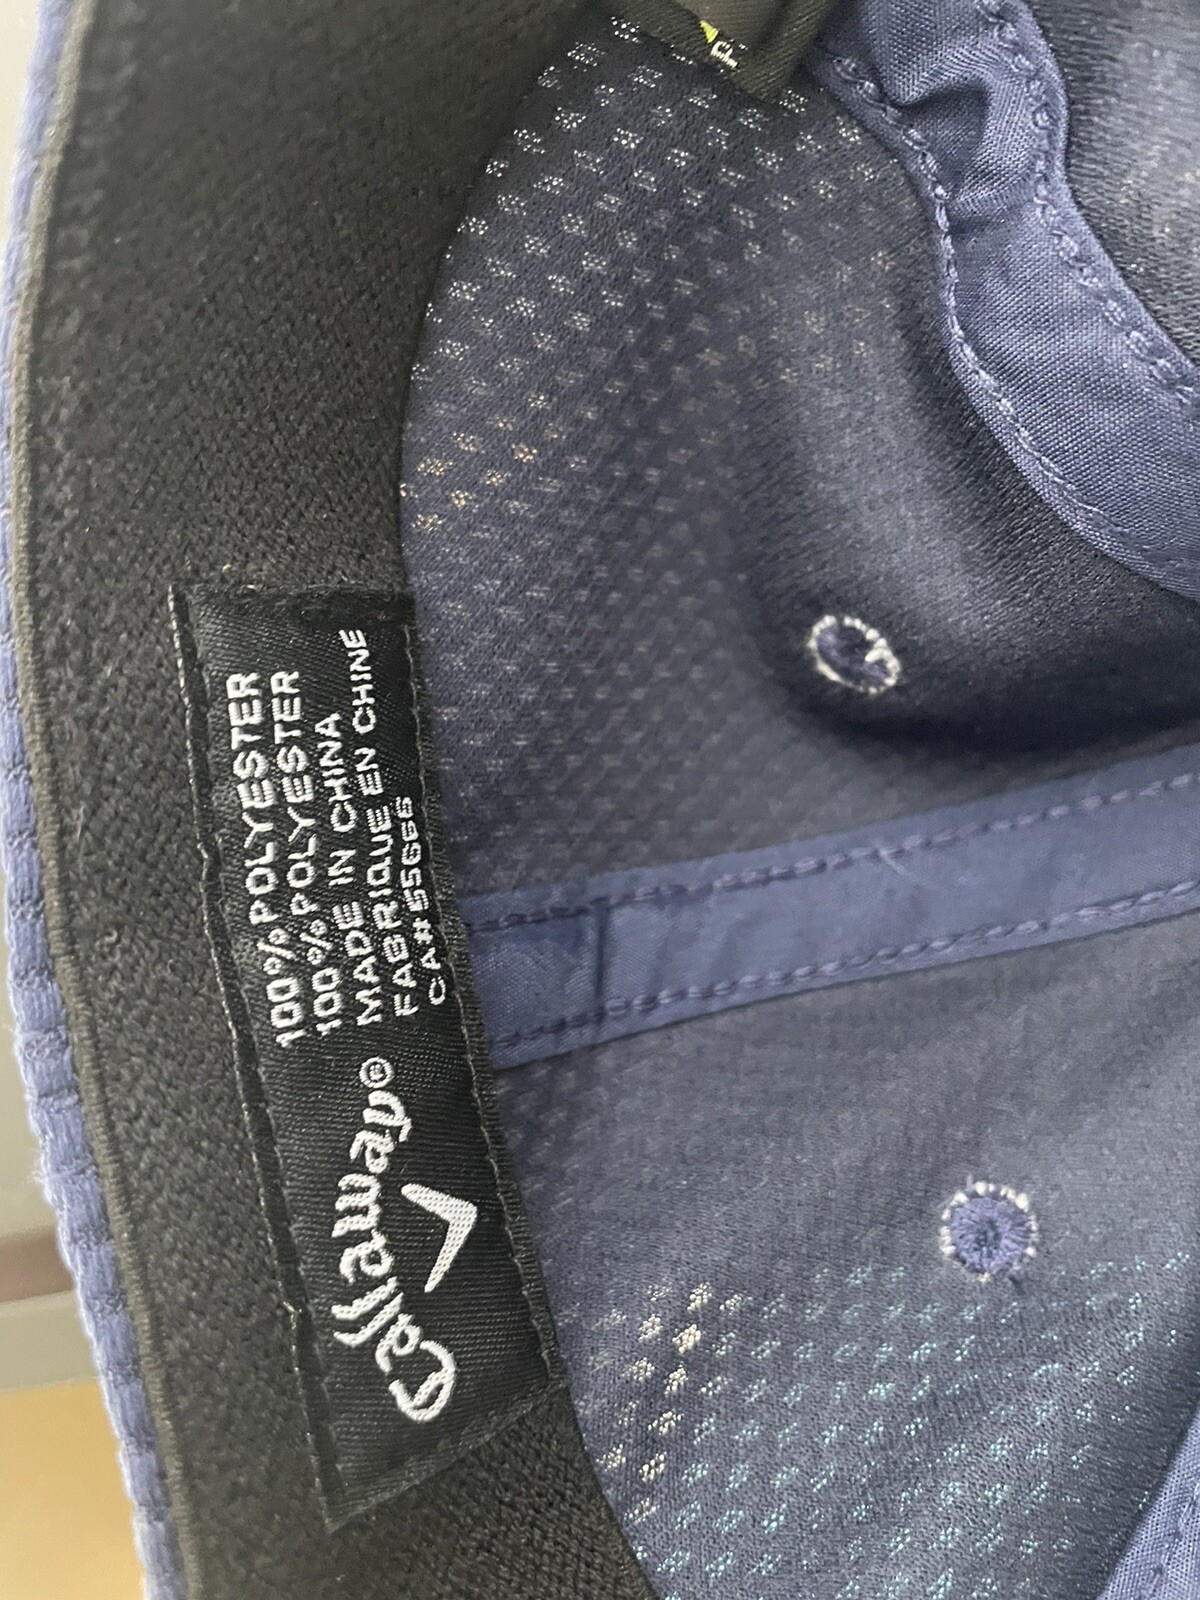 100% POLYESTER
100% POLYESTER
MADE IN CHINA
FABRIQUE EN CHINE
CA#55666
Callaway®